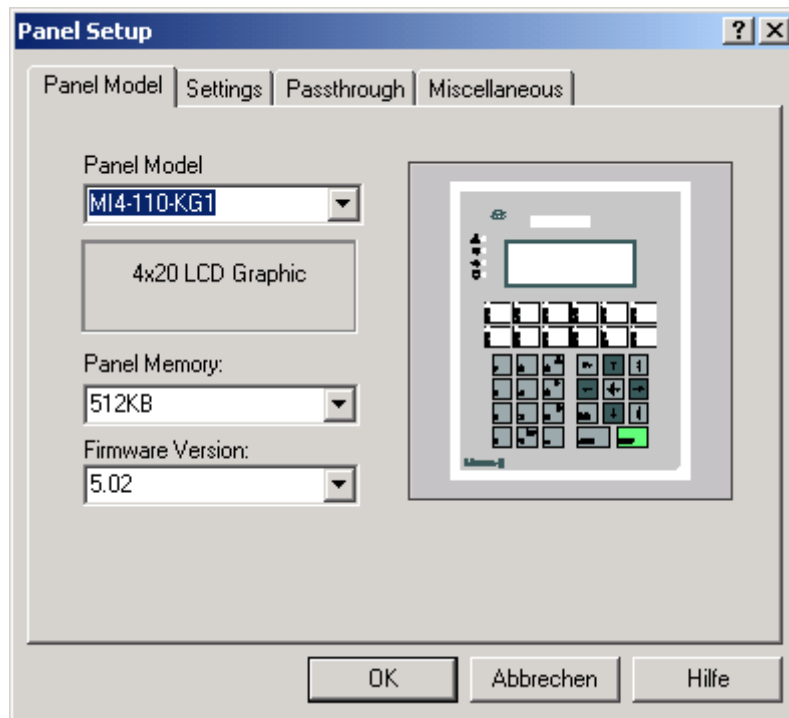 Panel Setup
Panel Model
Settings
Passthrough
Miscellaneous
Panel Model
MI4-110-KG1
4x20 LCD Graphic
Panel Memory:
512KB
Firmware Version:
5.02
OK
Abbrechen
Hilfe